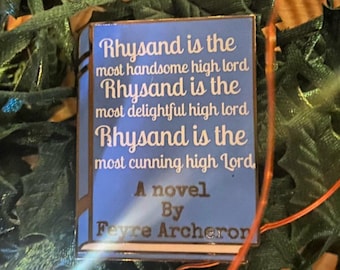 Rhysand is the
most handsome high lord
Rhysand is the
most delightful high lord
Rhysand is the
most cunning high Lord.
A novel
By
Feyre Archeron